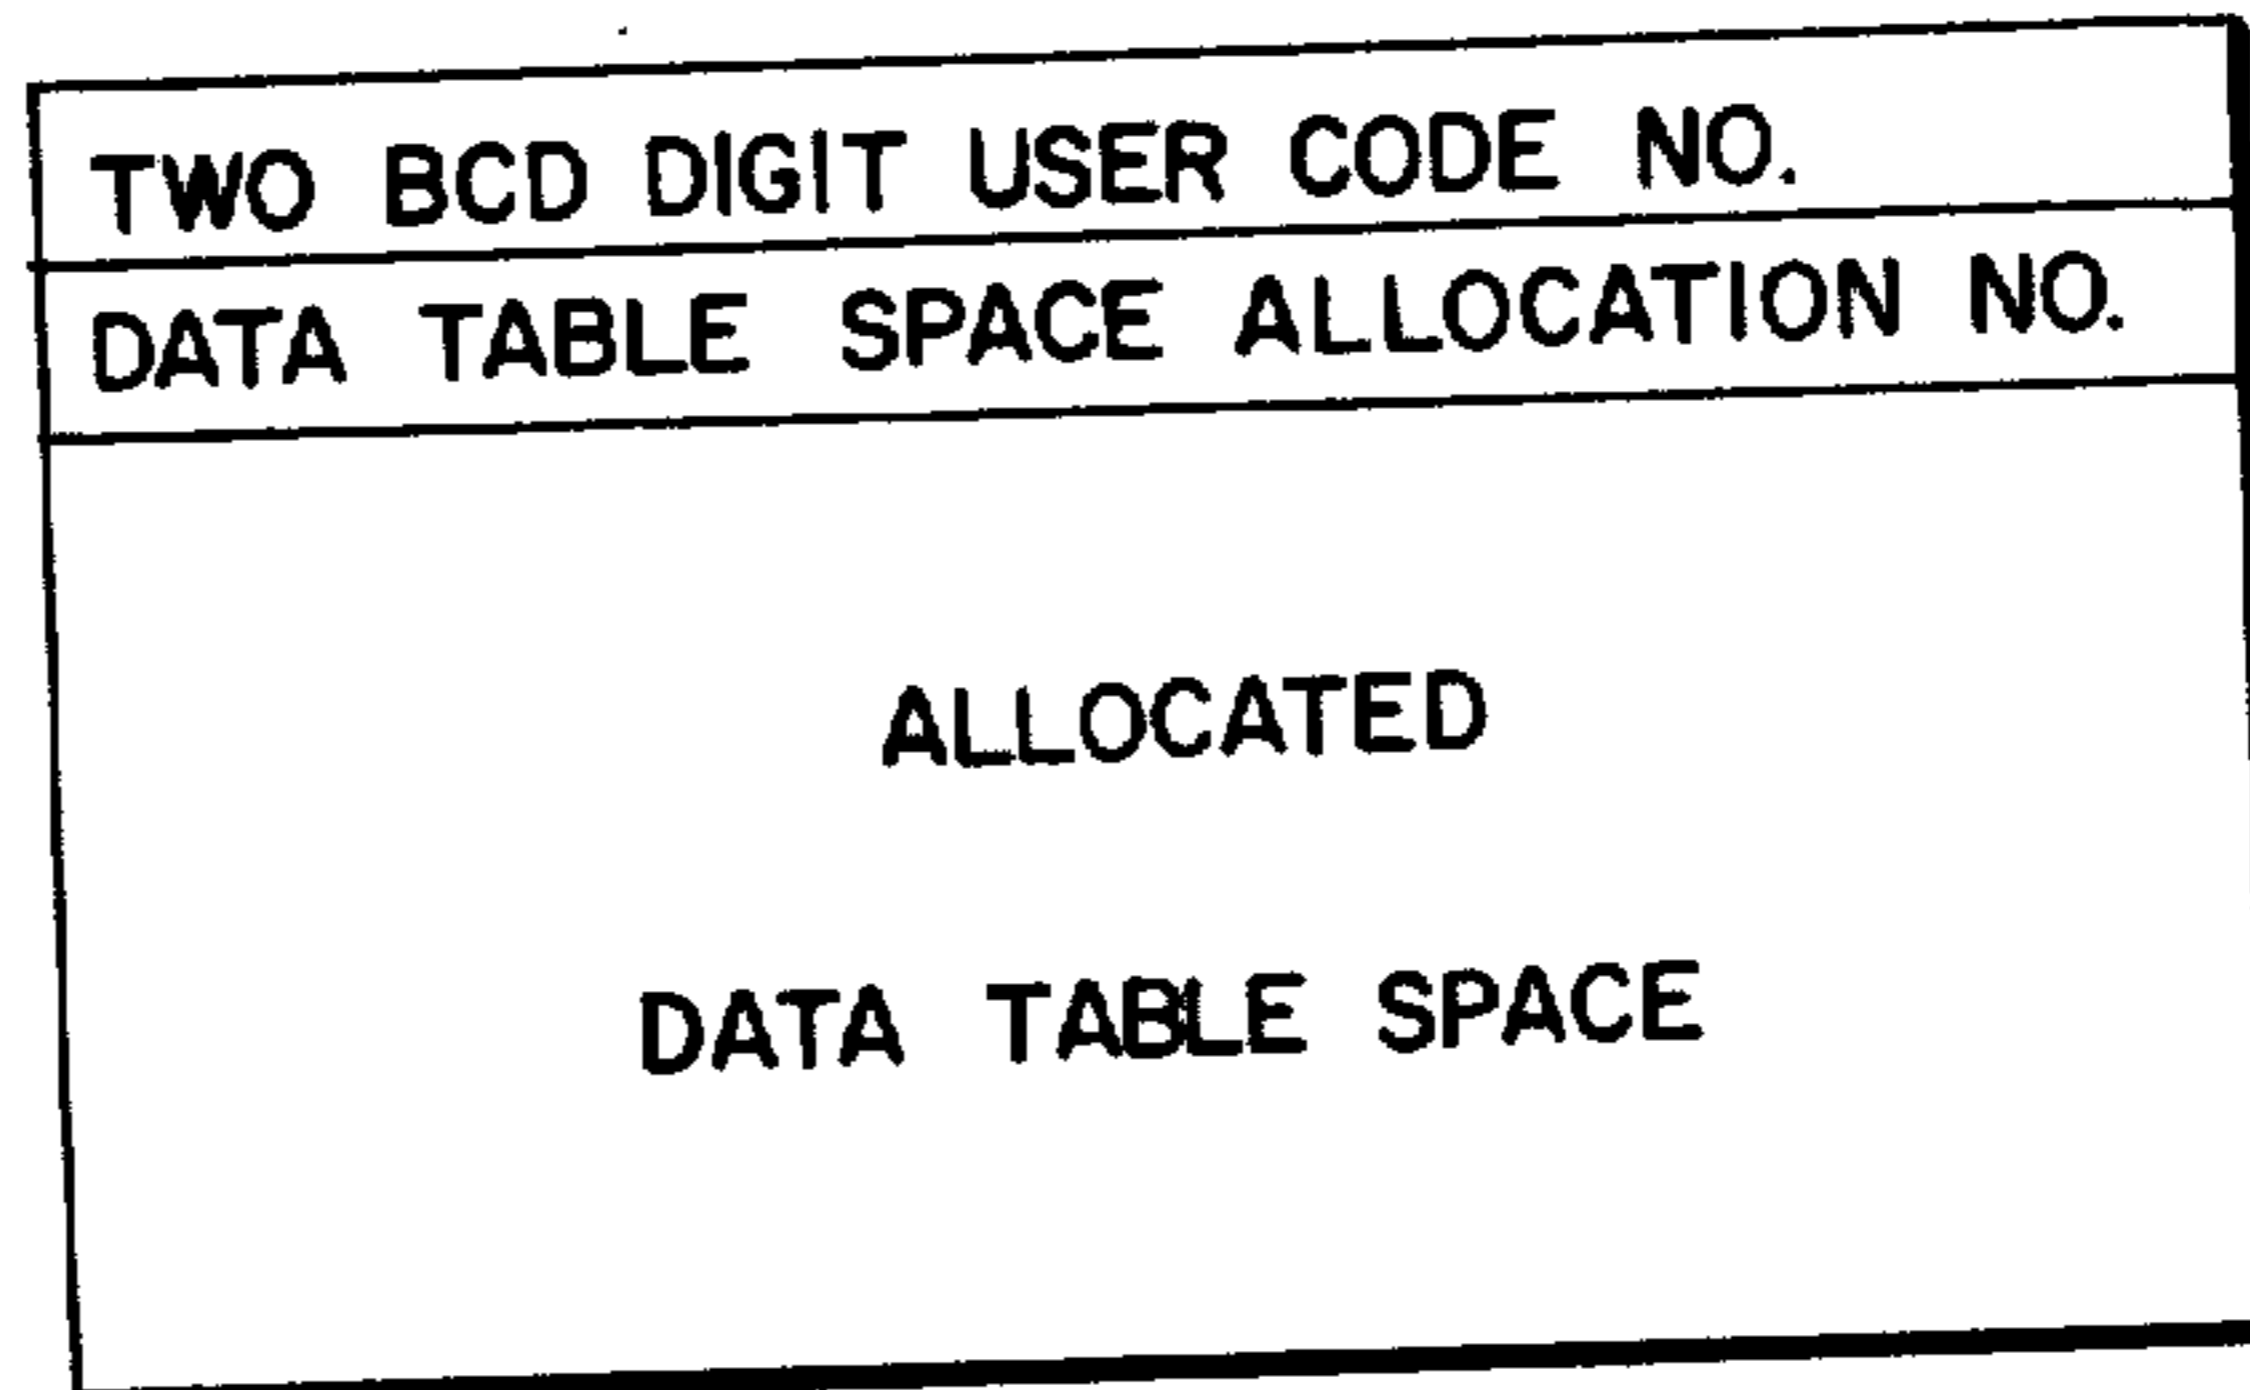 TWO BCD DIGIT USER CODE NO.
DATA TABLE SPACE ALLOCATION NO.
ALLOCATED
DATA TABLE SPACE